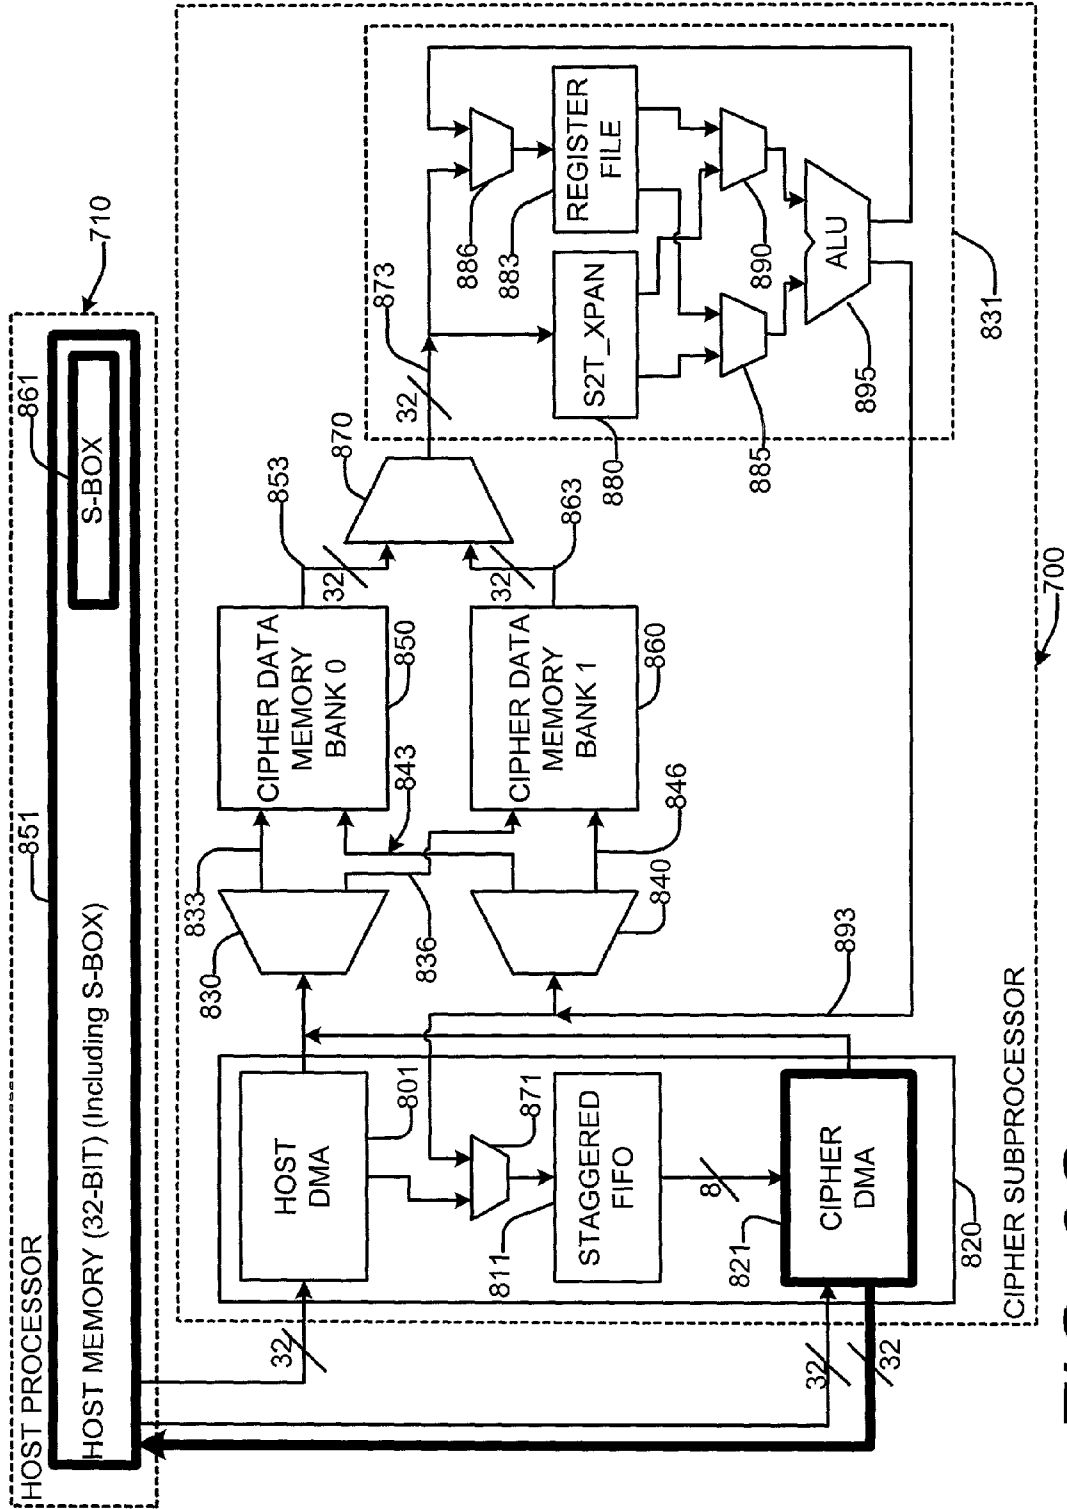 HOST PROCESSOR
851
861
710
HOST MEMORY (32-BIT) (Including S-BOX)
S-BOX
32
HOST
DMA
801
830
833
836
843
CIPHER DATA
MEMORY
BANK 0
850
853
32
870
873
32
886
883
REGISTER
FILE
871
811
STAGGERED
FIFO
8
840
846
CIPHER DATA
MEMORY
BANK 1
860
863
32
880
S2T_XPAN
885
890
ALU
895
831
821
CIPHER
DMA
820
893
32
32
CIPHER SUBPROCESSOR
700